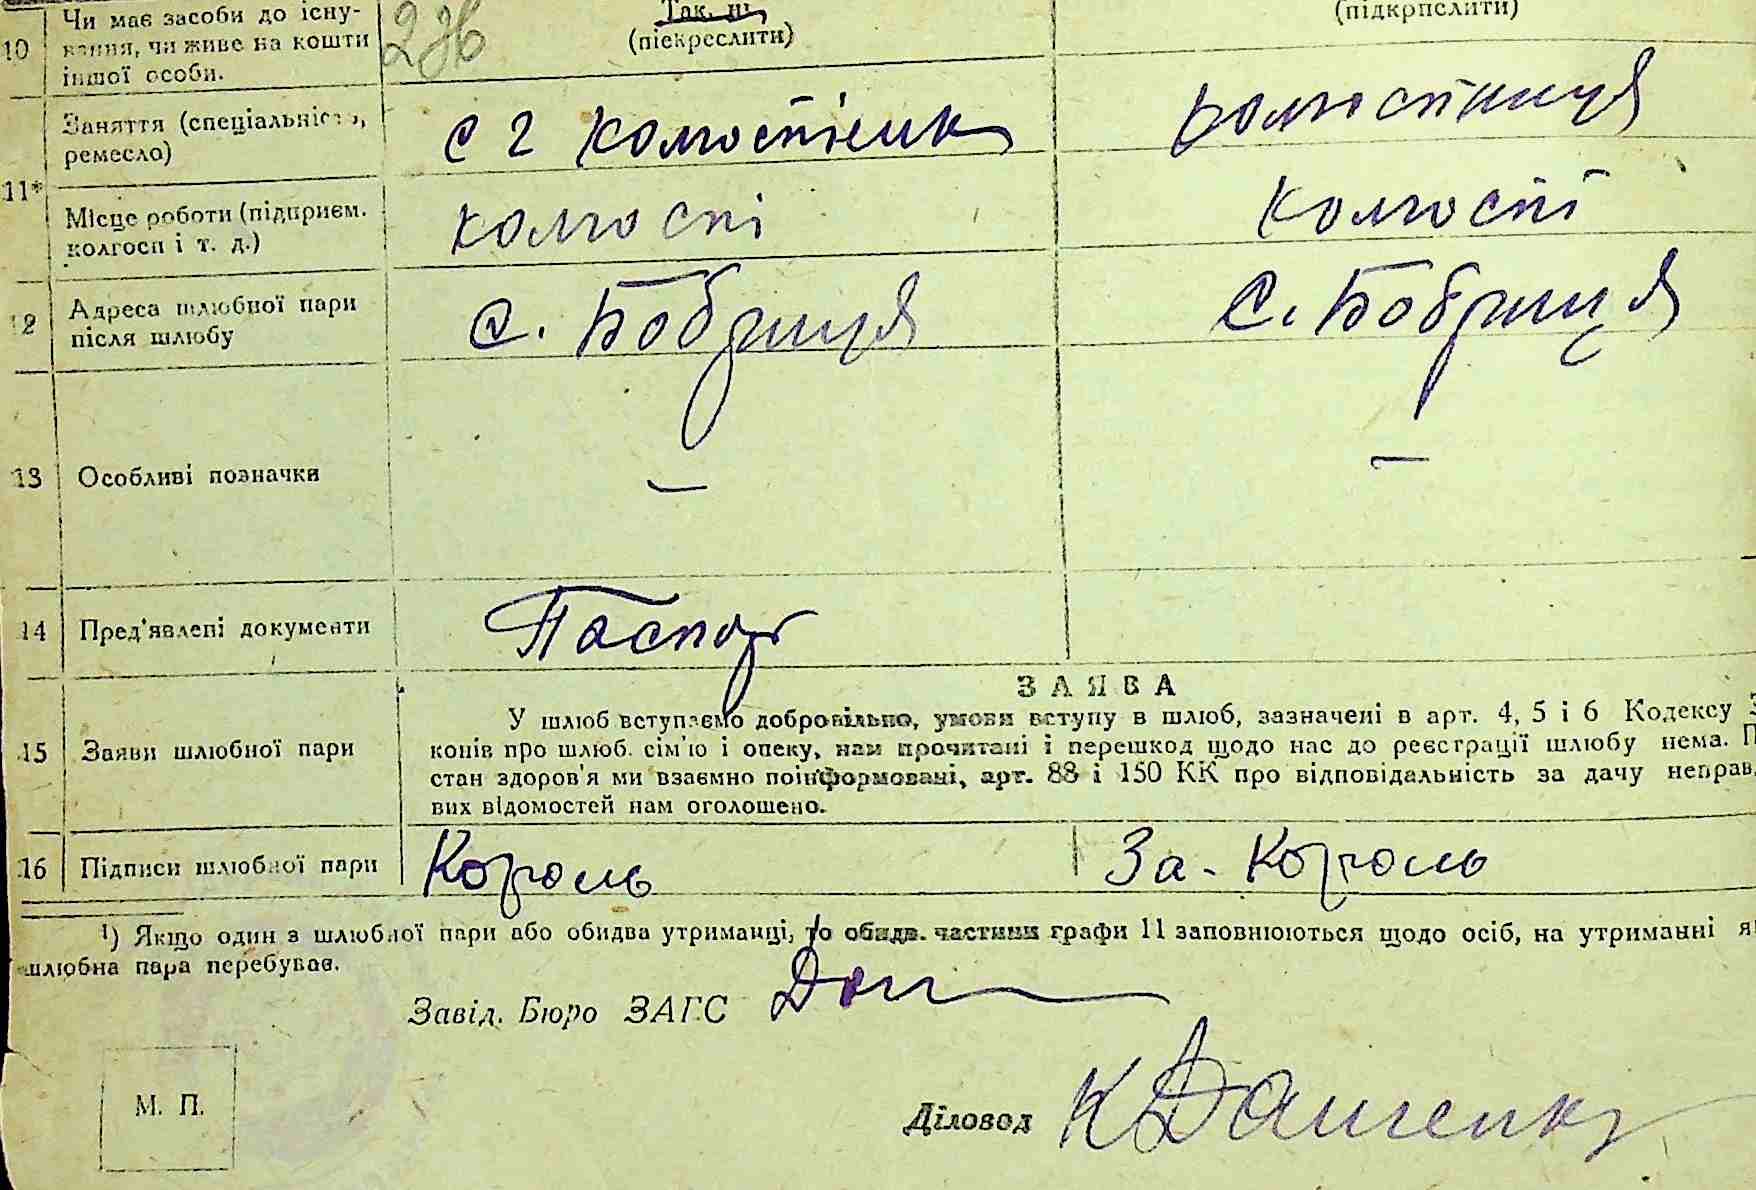 10 Чи має засоби до існу-
вання, чи живе на кошти
іншої особи.
Так, ні
(пієкреслити)
(підкрпслити)
11* Заняття (спеціальність,
ремесло)
с г колгоспник
колгоспниця
Місце роботи (підприєм.
колгосп і т. д.)
колгоспі
колгоспі
12 Адреса шлюбної пари
після шлюбу
с. Бобриця
с. Бобриця
13 Особливі позначки
—
—
14 Пред'явлені документи
Паспор
ЗАЯВА
15 Заяви шлюбної пари
У шлюб вступаємо добровільно, умови вступу в шлюб, зазначені в арт. 4, 5 і 6 Кодексу З
конів про шлюб. сім'ю і опеку, нам прочитані і перешкод щодо нас до реєстрації шлюбу нема. П
стан здоров'я ми взаємно поінформовані, арт. 88 і 150 КК про відповідальність за дачу неправ,
вих відомостей нам оголошено.
16 Підписи шлюбної пари
Король
За - Король
¹) Якщо один з шлюбної пари або обидва утриманці, то обидв. частини графи 11 заповнюються щодо осіб, на утриманні я
шлюбна пара перебуває.
Завід. Бюро ЗАГС
Діловод
М. П.